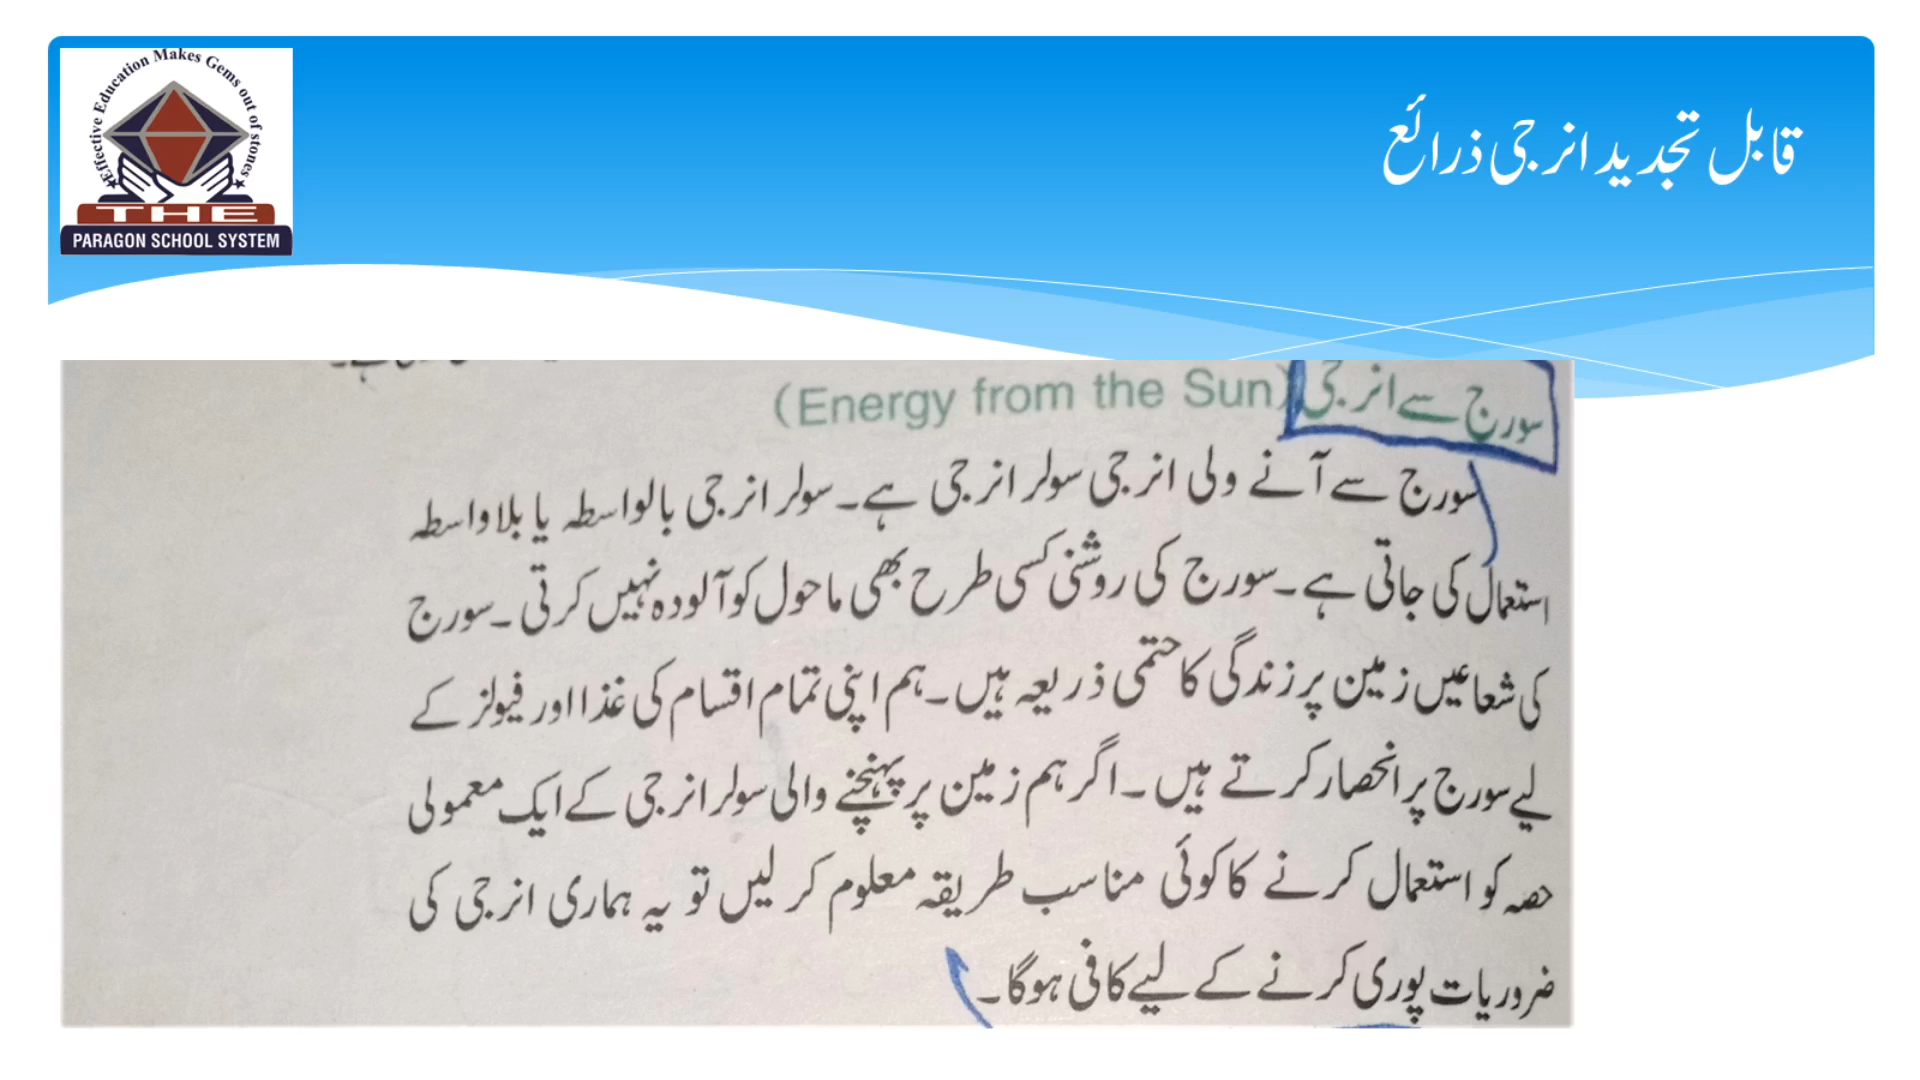 Effective Education Makes Gems out of stones
THE
PARAGON SCHOOL SYSTEM
قابل تجدید انرجی ذرائع
سورج سے انرجی (Energy from the Sun)
سورج سے آنے ولی انرجی سولر انرجی ہے۔ سولر انرجی بالواسطہ یا بلاواسطہ
استعمال کی جاتی ہے۔ سورج کی روشنی کسی طرح بھی ماحول کو آلودہ نہیں کرتی۔ سورج
کی شعاعیں زمین پر زندگی کا حتمی ذریعہ ہیں۔ ہم اپنی تمام اقسام کی غذا اور فیولز کے
لیے سورج پر انحصار کرتے ہیں۔ اگر ہم زمین پر پہنچنے والی سولر انرجی کے ایک معمولی
حصہ کو استعمال کرنے کا کوئی مناسب طریقہ معلوم کر لیں تو یہ ہماری انرجی کی
ضروریات پوری کرنے کے لیے کافی ہوگا۔